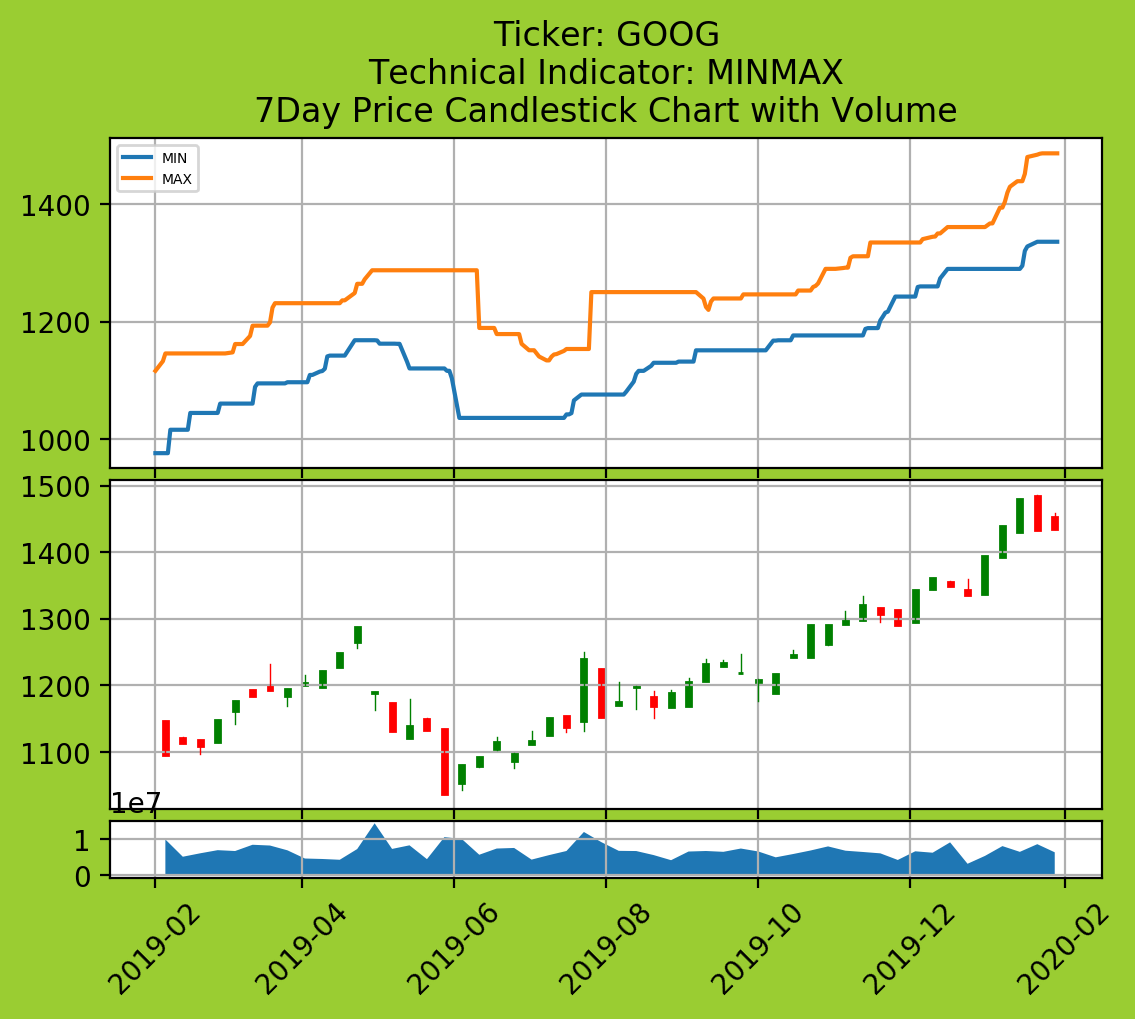 Ticker: GOOG
Technical Indicator: MINMAX
7Day Price Candlestick Chart with Volume
MIN
MAX
1400
1200
1000
1500
1400
1300
1200
1100
1e7
1
0
2019-02
2019-04
2019-06
2019-08
2019-10
2019-12
2020-02